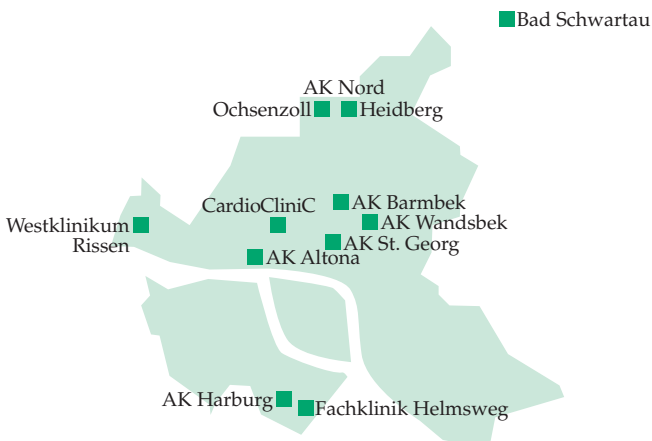 Bad Schwartau
AK Nord
Ochsenzoll
Heidberg
AK Barmbek
CardioCliniC
AK Wandsbek
Westklinikum
Rissen
AK St. Georg
AK Altona
AK Harburg
Fachklinik Helmsweg